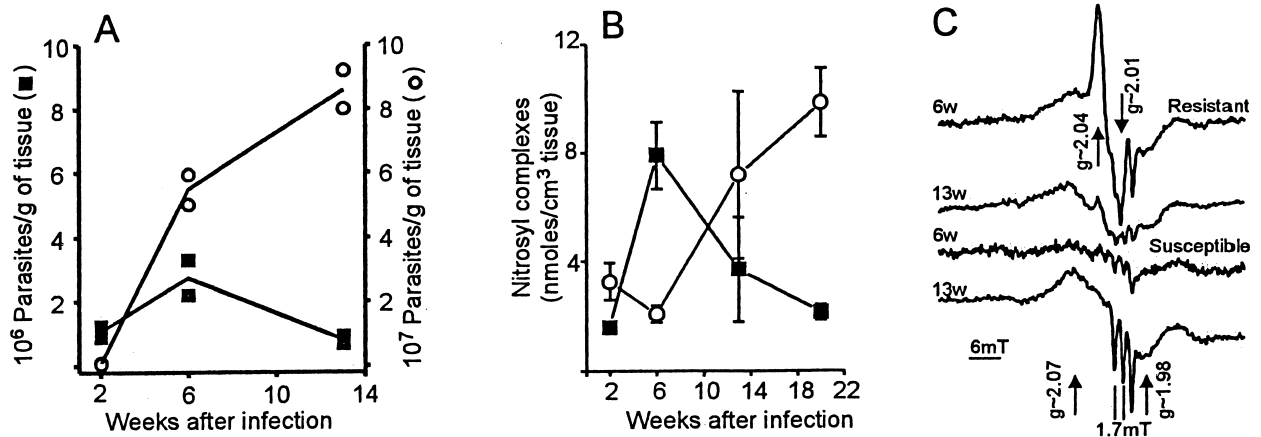 A
10
8
6
4
2
10
8
6
4
2
2 6 10 14
10⁶ Parasites/g of tissue (■)
10⁷ Parasites/g of tissue (○)
Weeks after infection
B
12
8
4
2 6 10 14 18 22
Nitrosyl complexes
(nmoles/cm³ tissue)
Weeks after infection
C
6w
g~2.01
Resistant
g~2.04
13w
6w
Susceptible
13w
6mT
g~2.07
g~1.98
1.7mT